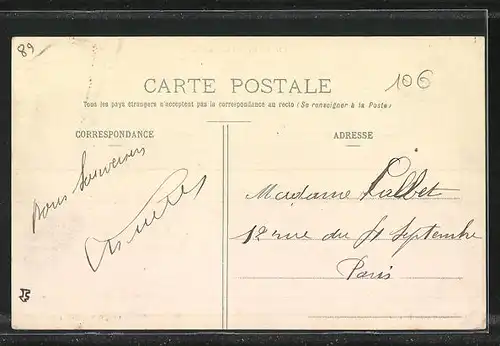 89
106
CARTE POSTALE
Tous les pays étrangers n'acceptent pas la correspondance au recto (Se renseigner à la Poste)
CORRESPONDANCE
ADRESSE
Bons Souvenirs
Madame Lalbet
12 rue du 4 Septembre
Paris